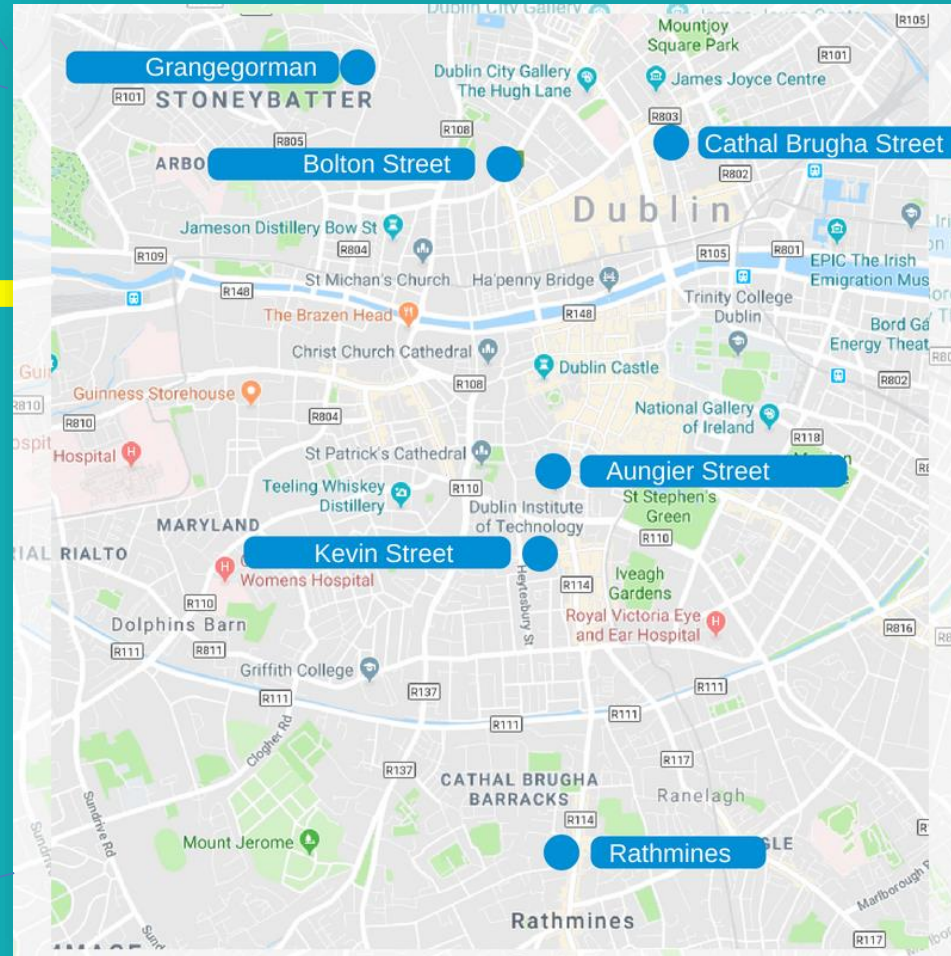 Dublin City Gallery
Mountjoy
Square Park
R105
Grangegorman
R101
STONEYBATTER
Dublin City Gallery
The Hugh Lane
James Joyce Centre
R101
R108
R803
R805
Cathal Brugha Street
Bolton Street
R802
Dublin
Jameson Distillery Bow St
R804
R109
St Michan's Church
Ha'penny Bridge
R105
R801
EPIC The Irish
Emigration Mus
R148
Trinity College
Dublin
The Brazen Head
R148
Bord Gá
Energy Theat
Christ Church Cathedral
Dublin Castle
R108
R802
Guinness Storehouse
R810
R810
R804
National Gallery
of Ireland
R118
Hospital
St Patrick's Cathedral
Aungier Street
Teeling Whiskey
Distillery
R110
Dublin Institute
of Technology
St Stephen's
Green
MARYLAND
RIALTO
R110
Kevin Street
Womens Hospital
Heytesbury St
R114
Iveagh
Gardens
R110
Dolphins Barn
Royal Victoria Eye
and Ear Hospital
R816
R111
R811
Griffith College
R137
R111
R111
R111
R111
Clogher Rd
R137
R117
CATHAL BRUGHA
BARRACKS
Ranelagh
Sundrive Rd
Sundrive Rd
R114
Mount Jerome
Rathmines
GLE
Marlborough
Rathmines
R117